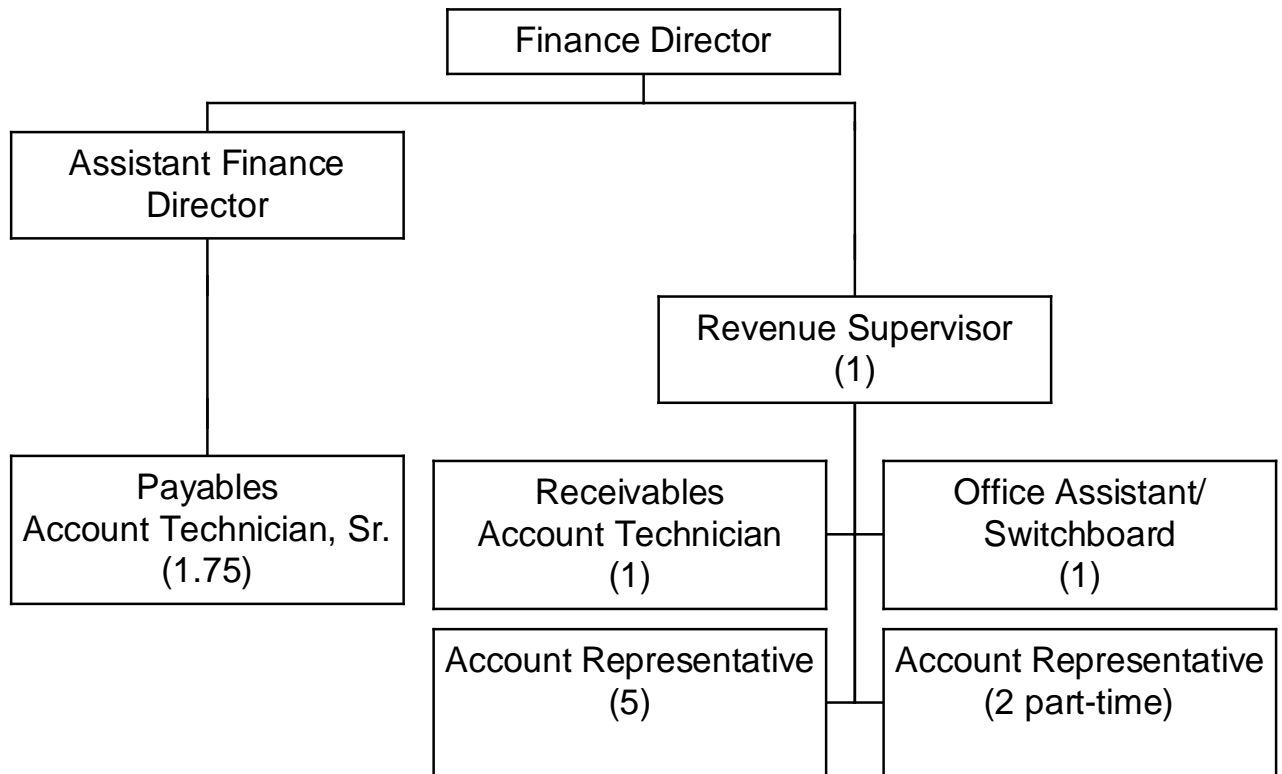 Finance Director
Assistant Finance
Director
Revenue Supervisor
(1)
Payables
Account Technician, Sr.
(1.75)
Receivables
Account Technician
(1)
Office Assistant/
Switchboard
(1)
Account Representative
(5)
Account Representative
(2 part-time)